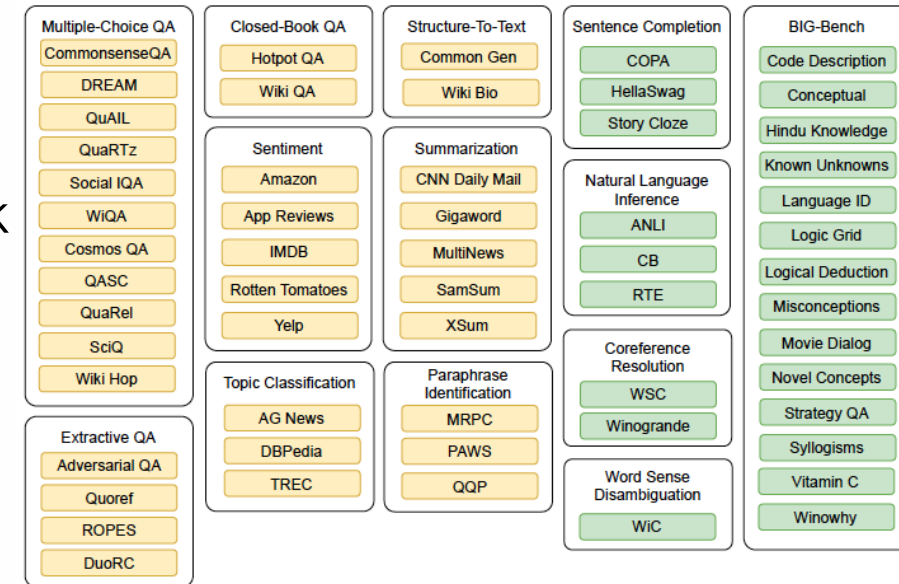 Multiple-Choice QA
CommonsenseQA
DREAM
QuAIL
QuaRTz
Social IQA
WiQA
Cosmos QA
QASC
QuaRel
SciQ
Wiki Hop
Extractive QA
Adversarial QA
Quoref
ROPES
DuoRC
Closed-Book QA
Hotpot QA
Wiki QA
Sentiment
Amazon
App Reviews
IMDB
Rotten Tomatoes
Yelp
Topic Classification
AG News
DBPedia
TREC
Structure-To-Text
Common Gen
Wiki Bio
Summarization
CNN Daily Mail
Gigaword
MultiNews
SamSum
XSum
Paraphrase
Identification
MRPC
PAWS
QQP
Sentence Completion
COPA
HellaSwag
Story Cloze
Natural Language
Inference
ANLI
CB
RTE
Coreference
Resolution
WSC
Winogrande
Word Sense
Disambiguation
WiC
BIG-Bench
Code Description
Conceptual
Hindu Knowledge
Known Unknowns
Language ID
Logic Grid
Logical Deduction
Misconceptions
Movie Dialog
Novel Concepts
Strategy QA
Syllogisms
Vitamin C
Winowhy